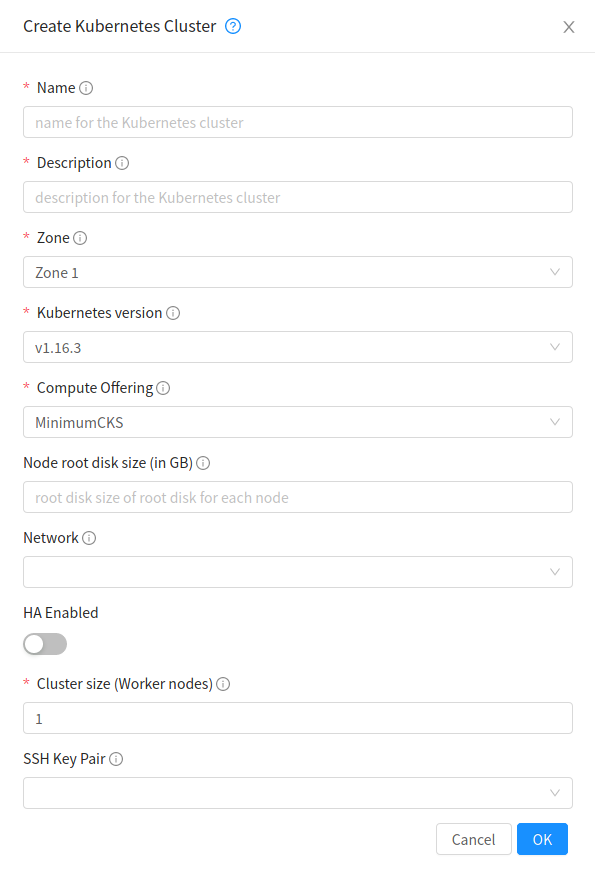 Create Kubernetes Cluster
* Name
name for the Kubernetes cluster
* Description
description for the Kubernetes cluster
* Zone
Zone 1
* Kubernetes version
v1.16.3
* Compute Offering
MinimumCKS
Node root disk size (in GB)
root disk size of root disk for each node
Network
HA Enabled
* Cluster size (Worker nodes)
1
SSH Key Pair
Cancel OK